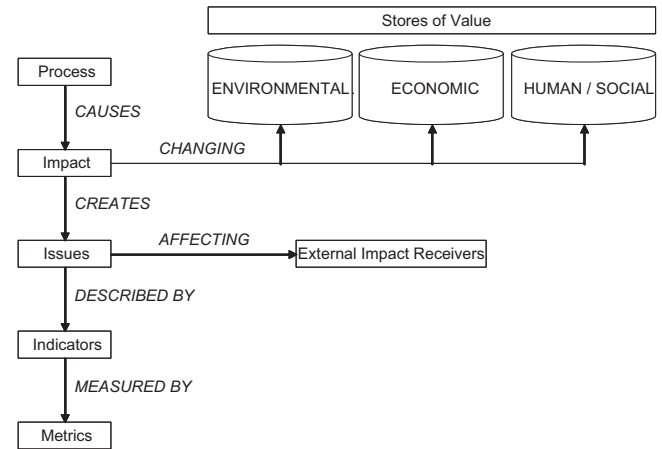 Stores of Value
Process
ENVIRONMENTAL
ECONOMIC
HUMAN / SOCIAL
CAUSES
CHANGING
Impact
CREATES
AFFECTING
Issues
External Impact Receivers
DESCRIBED BY
Indicators
MEASURED BY
Metrics